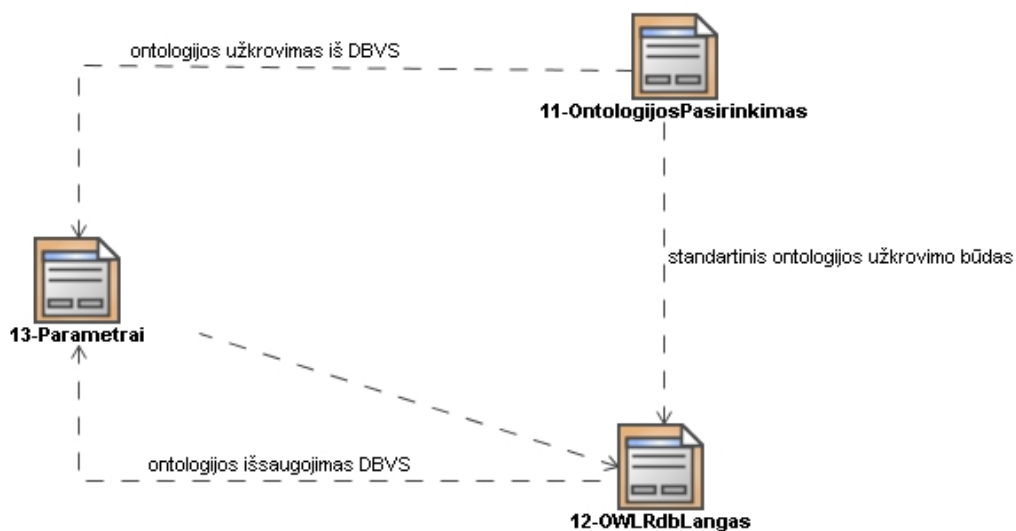 ontologijos užkrovimas iš DBVS
11-OntologijosPasirinkimas
standartinis ontologijos užkrovimo būdas
13-Parametrai
ontologijos išsaugojimas DBVS
12-OWLRdbLangas